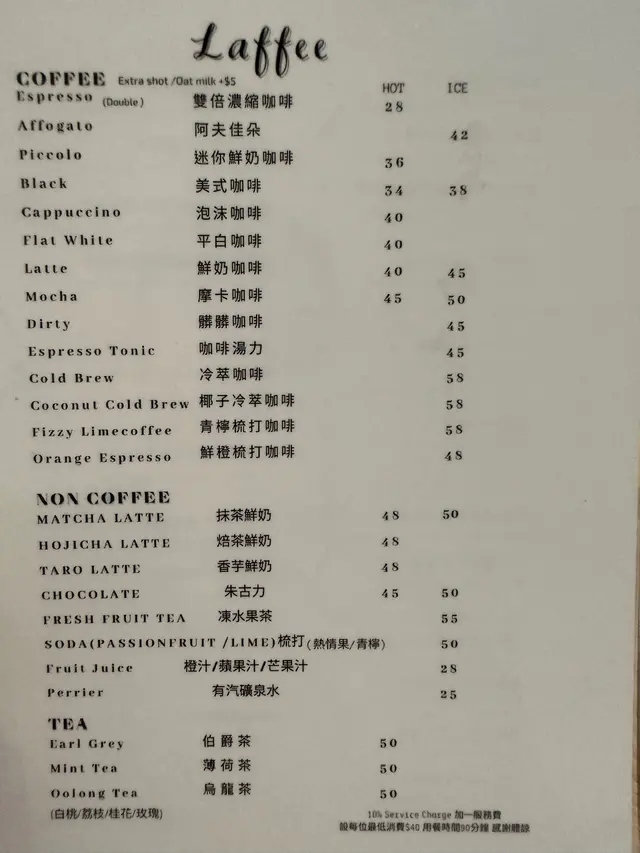 Laffee
COFFEE Extra shot /Oat milk +$5 HOT ICE
Espresso (Double) 雙倍濃縮咖啡 28
Affogato 阿夫佳朵 42
Piccolo 迷你鮮奶咖啡 36
Black 美式咖啡 34 38
Cappuccino 泡沫咖啡 40
Flat White 平白咖啡 40
Latte 鮮奶咖啡 40 45
Mocha 摩卡咖啡 45 50
Dirty 髒髒咖啡 45
Espresso Tonic 咖啡湯力 45
Cold Brew 冷萃咖啡 58
Coconut Cold Brew 椰子冷萃咖啡 58
Fizzy Limecoffee 青檸梳打咖啡 58
Orange Espresso 鮮橙梳打咖啡 48
NON COFFEE
MATCHA LATTE 抹茶鮮奶 48 50
HOJICHA LATTE 焙茶鮮奶 48
TARO LATTE 香芋鮮奶 48
CHOCOLATE 朱古力 45 50
FRESH FRUIT TEA 凍水果茶 55
SODA(PASSIONFRUIT /LIME)梳打(熱情果/青檸) 50
Fruit Juice 橙汁/蘋果汁/芒果汁 28
Perrier 有汽礦泉水 25
TEA
Earl Grey 伯爵茶 50
Mint Tea 薄荷茶 50
Oolong Tea 烏龍茶 50
(白桃/荔枝/桂花/玫瑰)
10% Service Charge 加一服務費
設每位最低消費$40 用餐時間90分鐘 感謝體諒